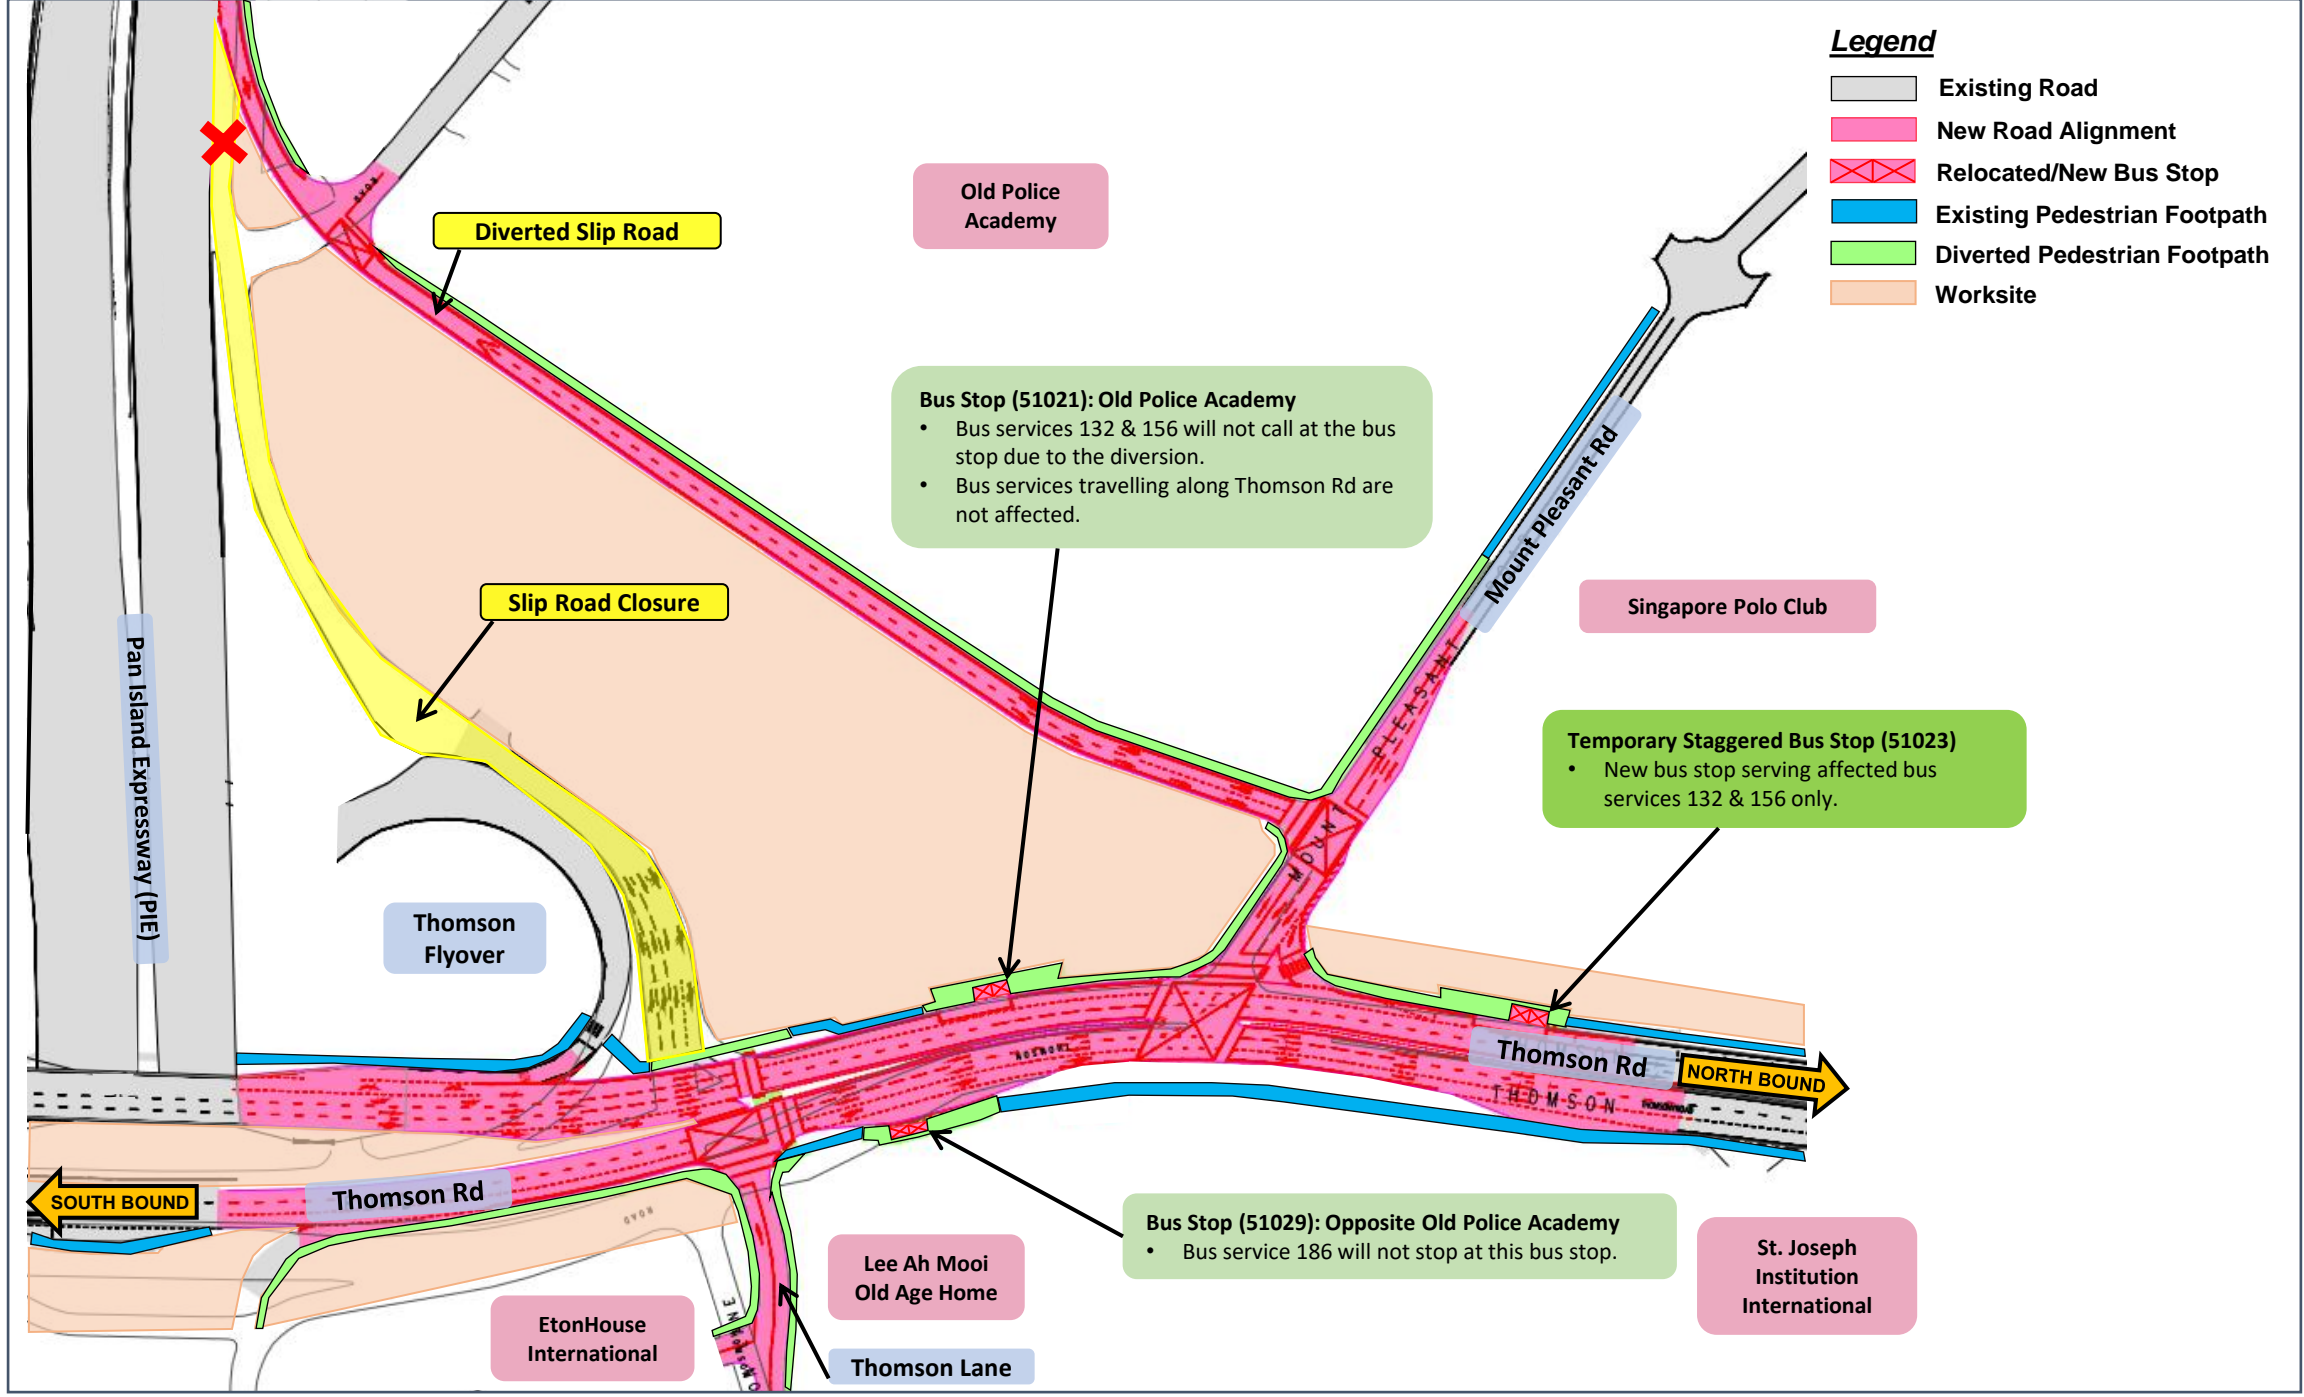 Legend
Existing Road
New Road Alignment
Relocated/New Bus Stop
Existing Pedestrian Footpath
Diverted Pedestrian Footpath
Worksite
Old Police
Academy
Diverted Slip Road
Bus Stop (51021): Old Police Academy
• Bus services 132 & 156 will not call at the bus
stop due to the diversion.
• Bus services travelling along Thomson Rd are
not affected.
Mount Pleasant Rd
Slip Road Closure
Singapore Polo Club
Pan Island Expressway (PIE)
PLEASANT
MOUNT
Temporary Staggered Bus Stop (51023)
• New bus stop serving affected bus
services 132 & 156 only.
Thomson
Flyover
Thomson Rd
NORTH BOUND
THOMSON
SOUTH BOUND
Thomson Rd
ROAD
Bus Stop (51029): Opposite Old Police Academy
• Bus service 186 will not stop at this bus stop.
Lee Ah Mooi
Old Age Home
St. Joseph
Institution
International
EtonHouse
International
Thomson Lane